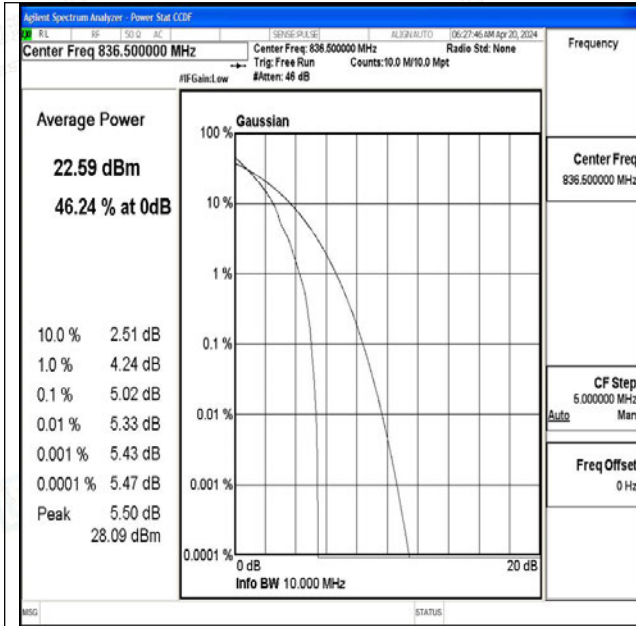 Agilent Spectrum Analyzer - Power Stat CCDF
RL RF 50 Ω AC SENSE:PULSE ALIGN AUTO 06:27:46 AM Apr 20, 2024
Center Freq 836.500000 MHz
Center Freq: 836.500000 MHz Radio Std: None
Trig: Free Run Counts:10.0 M/10.0 Mpt
#IFGain:Low #Atten: 46 dB
Average Power
22.59 dBm
46.24 % at 0dB
10.0 % 2.51 dB
1.0 % 4.24 dB
0.1 % 5.02 dB
0.01 % 5.33 dB
0.001 % 5.43 dB
0.0001 % 5.47 dB
Peak 5.50 dB
28.09 dBm
Gaussian
100 %
10 %
1 %
0.1 %
0.01 %
0.001 %
0.0001 %
0 dB 20 dB
Info BW 10.000 MHz
Frequency
Center Freq
836.500000 MHz
CF Step
5.000000 MHz
Auto Man
Freq Offset
0 Hz
MSG STATUS